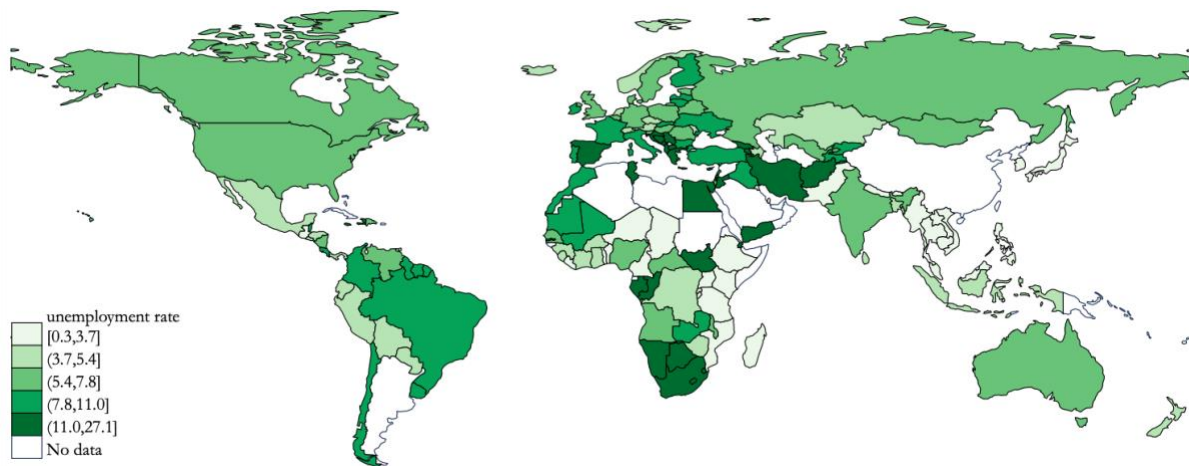 unemployment rate
[0.3,3.7]
(3.7,5.4]
(5.4,7.8]
(7.8,11.0]
(11.0,27.1]
No data